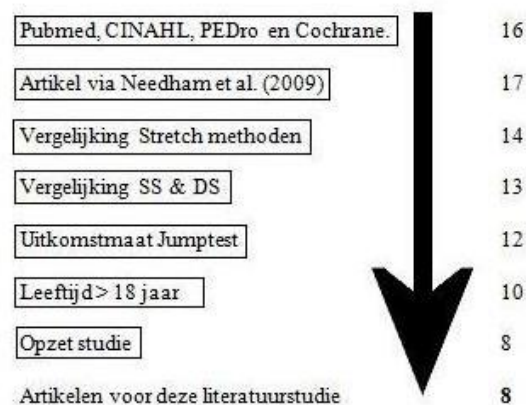 Pubmed, CINAHL, PEDro en Cochrane. 16
Artikel via Needham et al. (2009) 17
Vergelijking Stretch methoden 14
Vergelijking SS & DS 13
Uitkomstmaat Jumptest 12
Leeftijd > 18 jaar 10
Opzet studie 8
Artikelen voor deze literatuurstudie 8